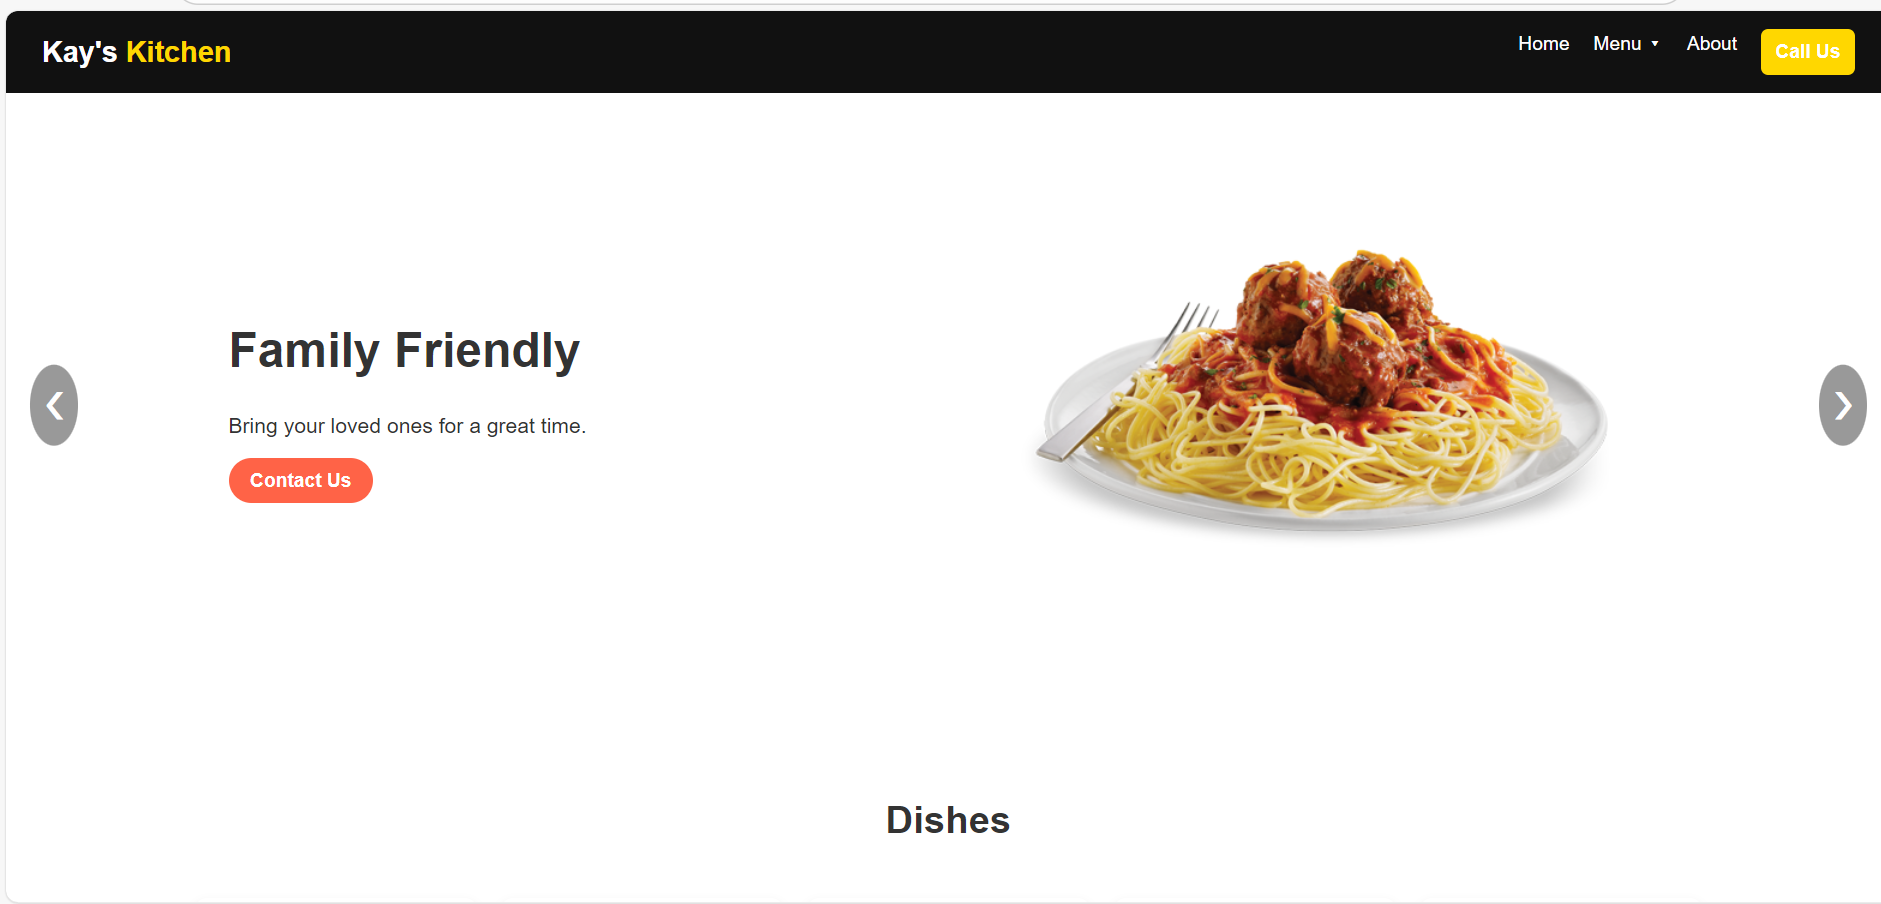 Kay's Kitchen
Home Menu ▾ About Call Us
Family Friendly
Bring your loved ones for a great time.
Contact Us
❮ ❯
Dishes